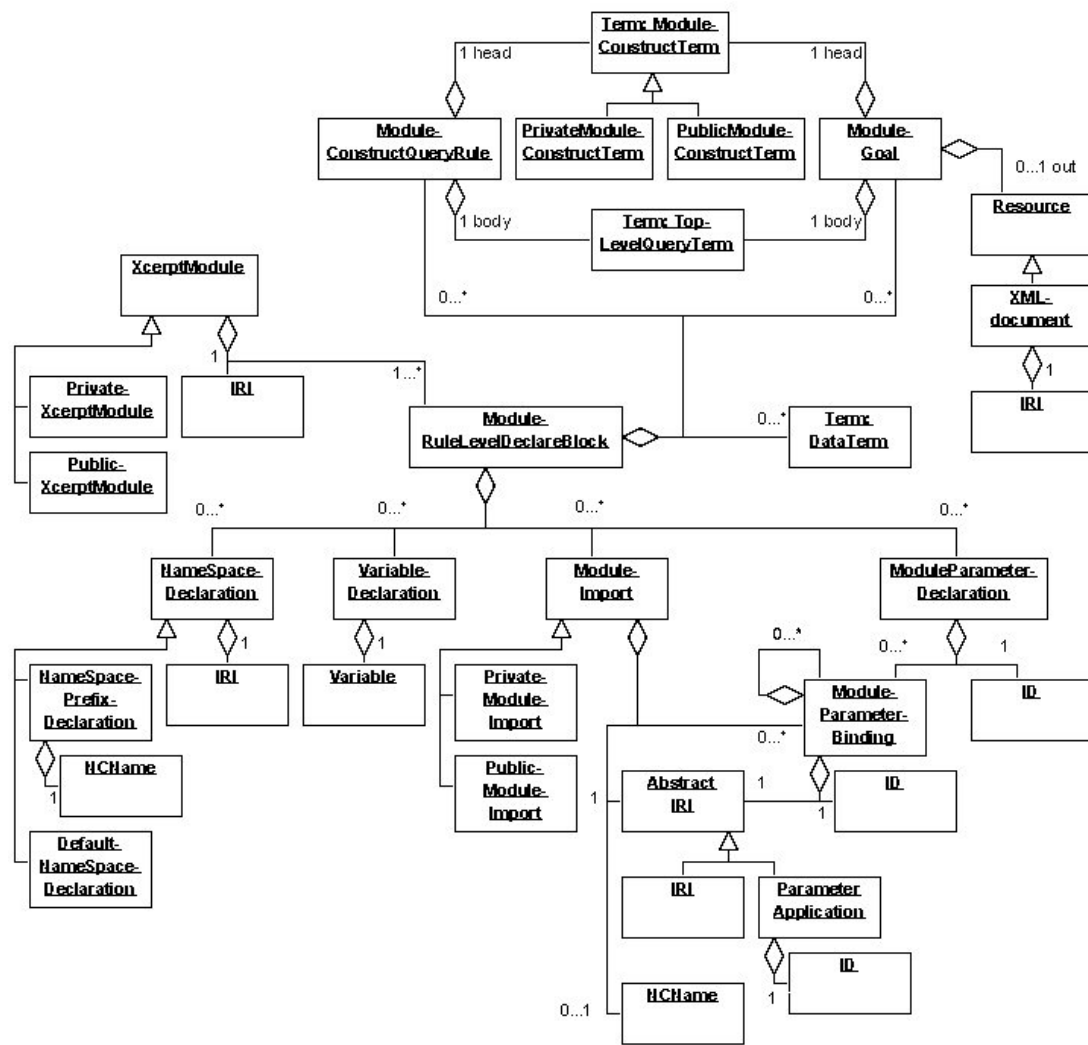 Term: Module-
ConstructTerm
1 head
1 head
Module-
ConstructQueryRule
PrivateModule-
ConstructTerm
PublicModule-
ConstructTerm
Module-
Goal
0...1 out
Resource
1 body
Term: Top-
LevelQueryTerm
1 body
XcerptModule
0...*
0...*
XML-
document
1
IRI
1
Private-
XcerptModule
IRI
1...*
Module-
RuleLevelDeclareBlock
0...*
Term:
DataTerm
Public-
XcerptModule
0...*
0...*
0...*
0...*
NameSpace-
Declaration
Variable-
Declaration
Module-
Import
ModuleParameter-
Declaration
1
1
0...*
0...*
1
NameSpace-
Prefix-
Declaration
IRI
Variable
Private-
Module-
Import
Module-
Parameter-
Binding
ID
0...*
NCName
1
Public-
Module-
Import
1
Abstract
IRI
1
1
ID
Default-
NameSpace-
Declaration
IRI
Parameter
Application
ID
1
NCName
0...1